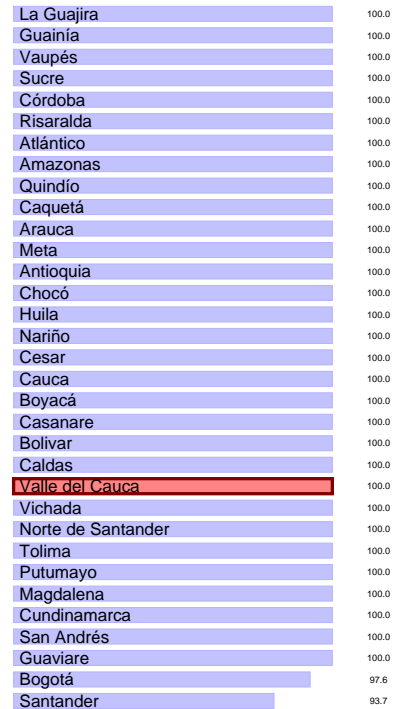 La Guajira 100.0
Guainía 100.0
Vaupés 100.0
Sucre 100.0
Córdoba 100.0
Risaralda 100.0
Atlántico 100.0
Amazonas 100.0
Quindío 100.0
Caquetá 100.0
Arauca 100.0
Meta 100.0
Antioquia 100.0
Chocó 100.0
Huila 100.0
Nariño 100.0
Cesar 100.0
Cauca 100.0
Boyacá 100.0
Casanare 100.0
Bolivar 100.0
Caldas 100.0
Valle del Cauca 100.0
Vichada 100.0
Norte de Santander 100.0
Tolima 100.0
Putumayo 100.0
Magdalena 100.0
Cundinamarca 100.0
San Andrés 100.0
Guaviare 100.0
Bogotá 97.6
Santander 93.7